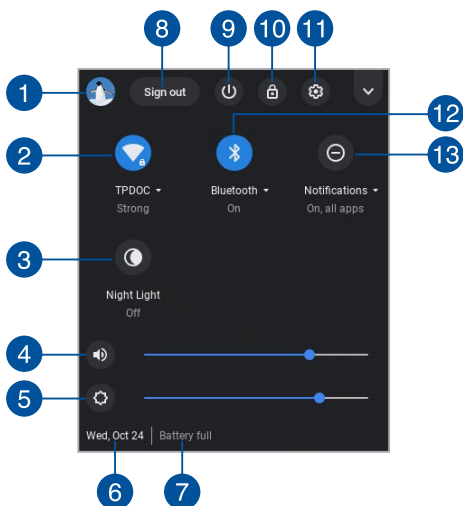 8 9 10 11
1 Sign out
12
2 13
TPDOC Bluetooth Notifications
Strong On On, all apps
3
Night Light
Off
4
5
Wed, Oct 24 Battery full
6 7